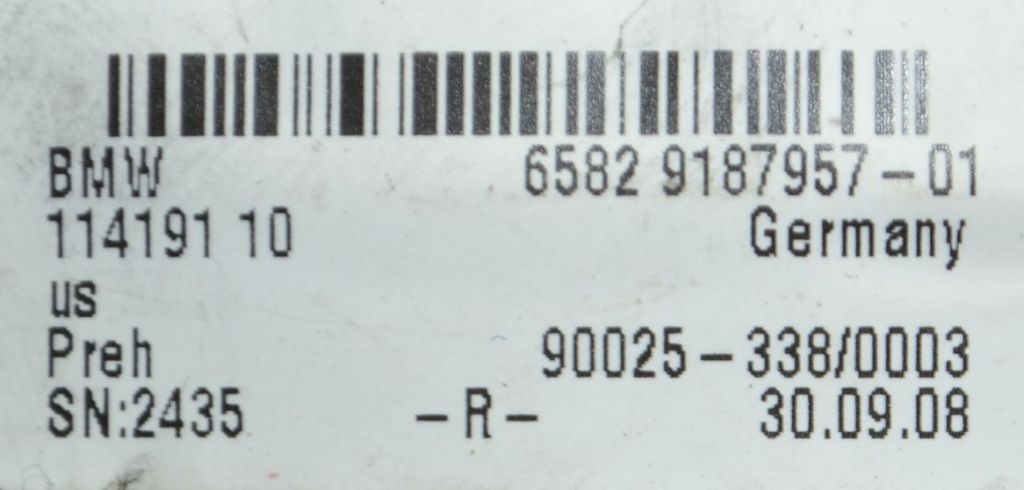 BMW 6582 9187957-01
114191 10 Germany
us
Preh 90025-338/0003
SN:2435 -R- 30.09.08